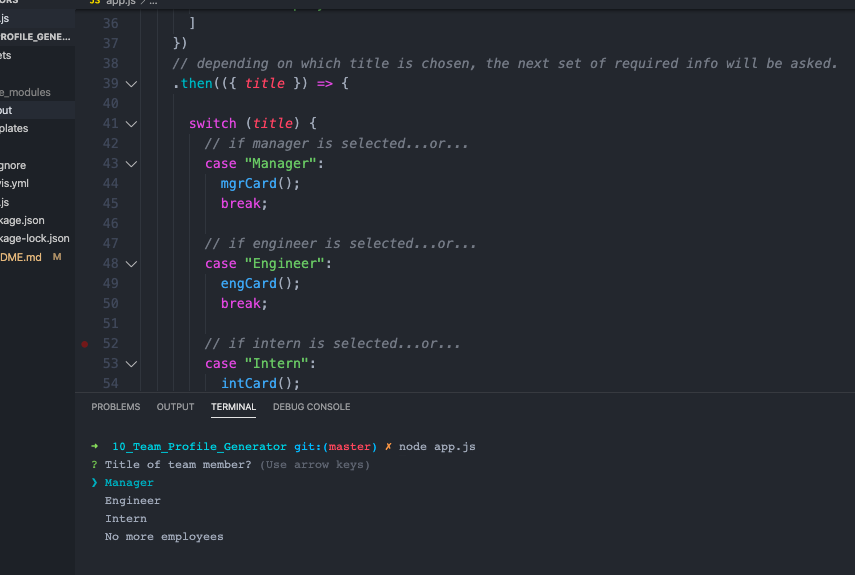 app.js > ...
.js
PROFILE_GENE...
ets
e_modules
out
plates
gnore
vis.yml
.js
kage.json
kage-lock.json
DME.md M
36 ]
37 })
38 // depending on which title is chosen, the next set of required info will be asked.
39 .then(({ title }) => {
40
41 switch (title) {
42 // if manager is selected...or...
43 case "Manager":
44 mgrCard();
45 break;
46
47 // if engineer is selected...or...
48 case "Engineer":
49 engCard();
50 break;
51
52 // if intern is selected...or...
53 case "Intern":
54 intCard();
PROBLEMS OUTPUT TERMINAL DEBUG CONSOLE
➜ 10_Team_Profile_Generator git:(master) ✗ node app.js
? Title of team member? (Use arrow keys)
❯ Manager
Engineer
Intern
No more employees